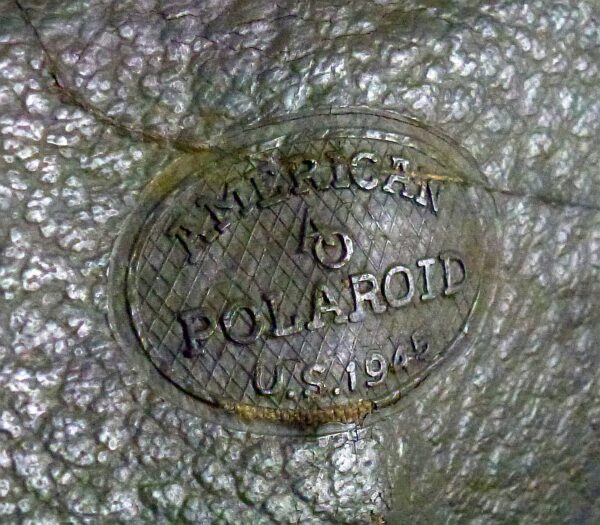 AMERICAN
AO
POLAROID
U.S.1945